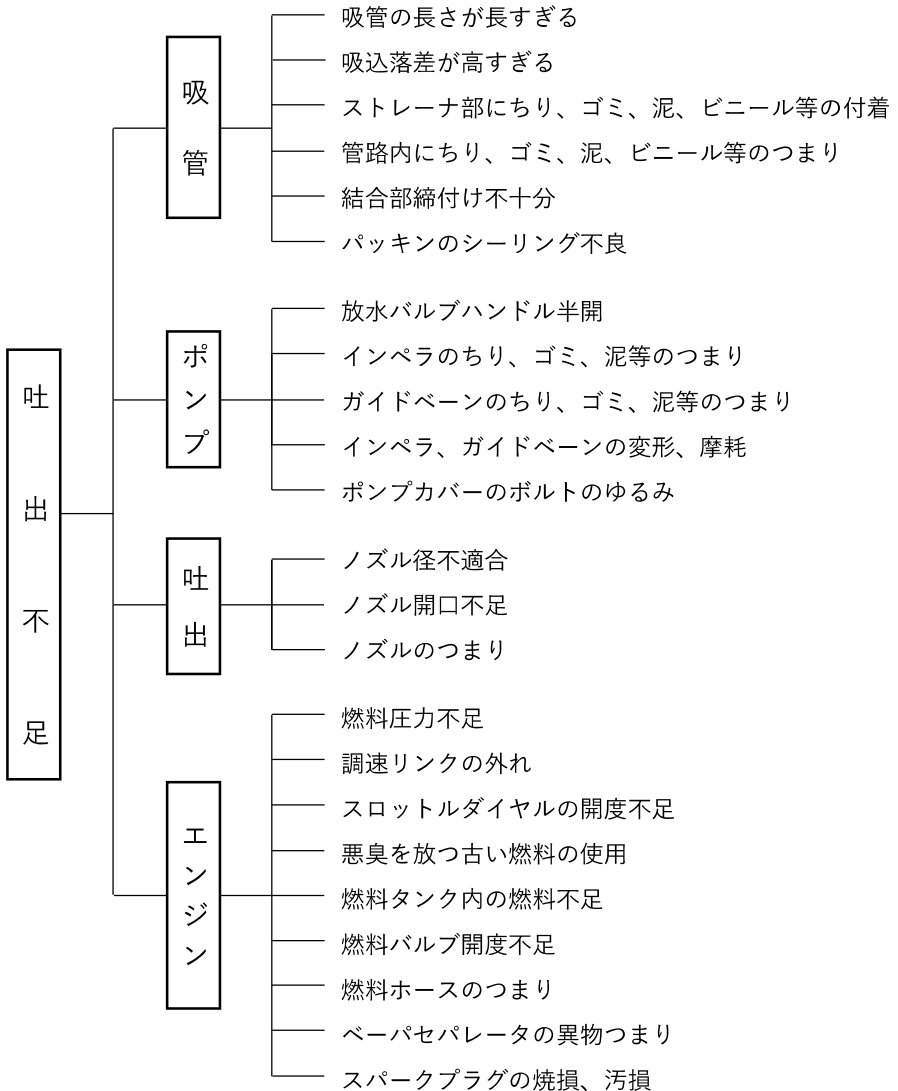 吐出不足
吸管
吸管の長さが長すぎる
吸込落差が高すぎる
ストレーナ部にちり、ゴミ、泥、ビニール等の付着
管路内にちり、ゴミ、泥、ビニール等のつまり
結合部締付け不十分
パッキンのシーリング不良
ポンプ
放水バルブハンドル半開
インペラのちり、ゴミ、泥等のつまり
ガイドベーンのちり、ゴミ、泥等のつまり
インペラ、ガイドベーンの変形、摩耗
ポンプカバーのボルトのゆるみ
吐出
ノズル径不適合
ノズル開口不足
ノズルのつまり
エンジン
燃料圧力不足
調速リンクの外れ
スロットルダイヤルの開度不足
悪臭を放つ古い燃料の使用
燃料タンク内の燃料不足
燃料バルブ開度不足
燃料ホースのつまり
ベーパセパレータの異物つまり
スパークプラグの焼損、汚損